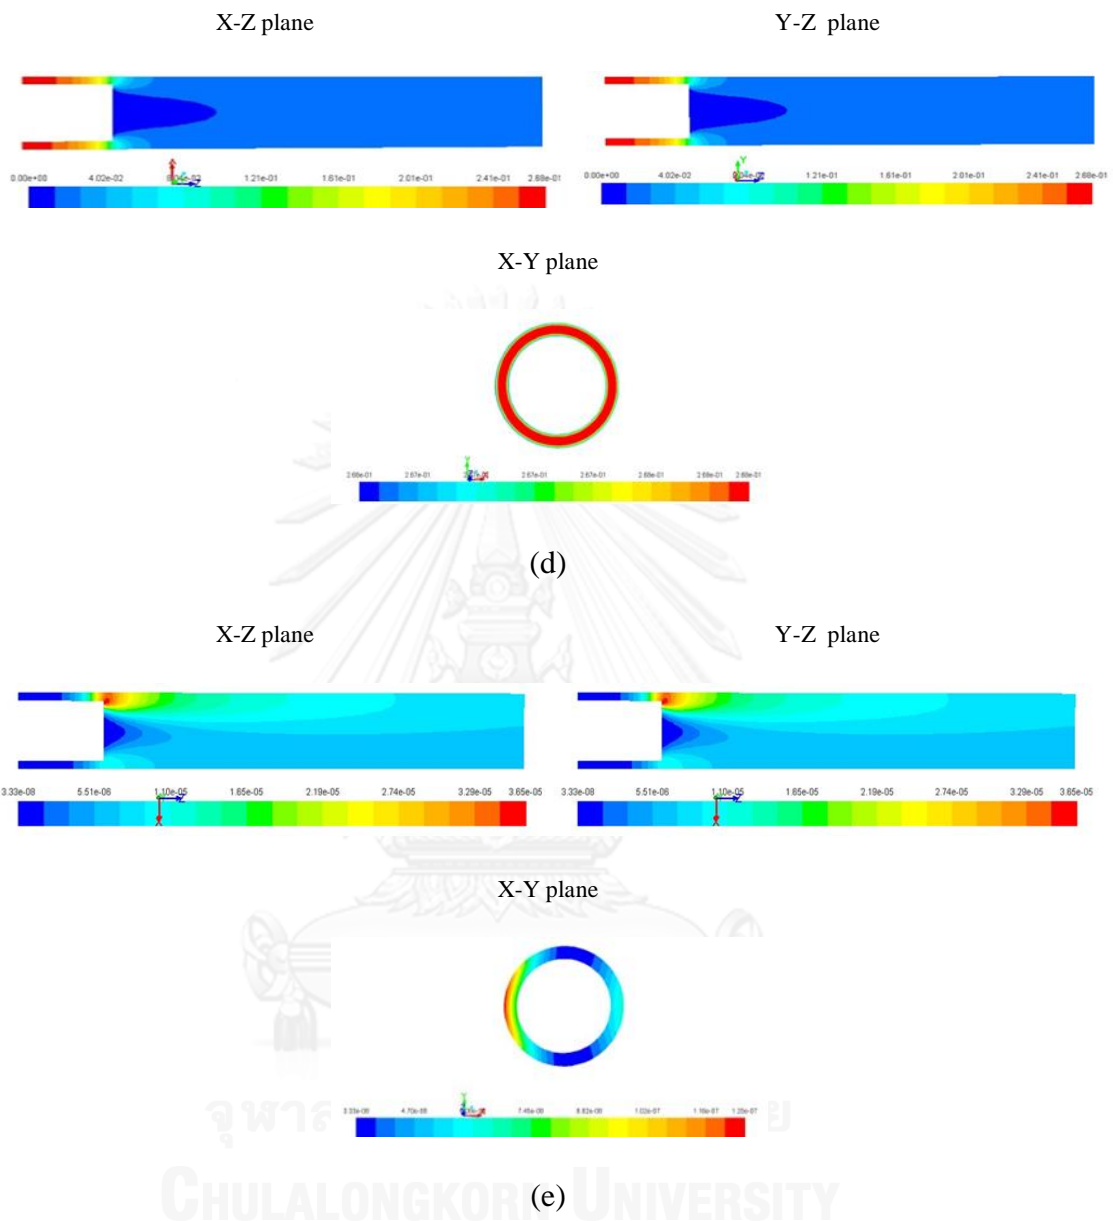 X-Z plane
Y-Z plane
0.00e+00 4.02e-02 1.21e-01 1.61e-01 2.01e-01 2.41e-01 2.68e-01
0.00e+00 4.02e-02 1.21e-01 1.61e-01 2.01e-01 2.41e-01 2.68e-01
X-Y plane
(d)
X-Z plane
Y-Z plane
3.33e-08 5.51e-06 1.10e-05 1.65e-05 2.19e-05 2.74e-05 3.29e-05 3.65e-05
3.33e-08 5.51e-06 1.10e-05 1.65e-05 2.19e-05 2.74e-05 3.29e-05 3.65e-05
X-Y plane
(e)
CHULALONGKORN UNIVERSITY